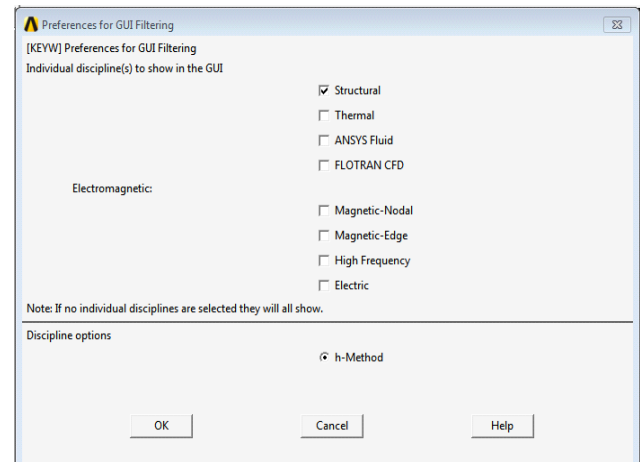 Preferences for GUI Filtering
[KEYW] Preferences for GUI Filtering
Individual discipline(s) to show in the GUI
Structural
Thermal
ANSYS Fluid
FLOTRAN CFD
Electromagnetic:
Magnetic-Nodal
Magnetic-Edge
High Frequency
Electric
Note: If no individual disciplines are selected they will all show.
Discipline options
h-Method
OK Cancel Help